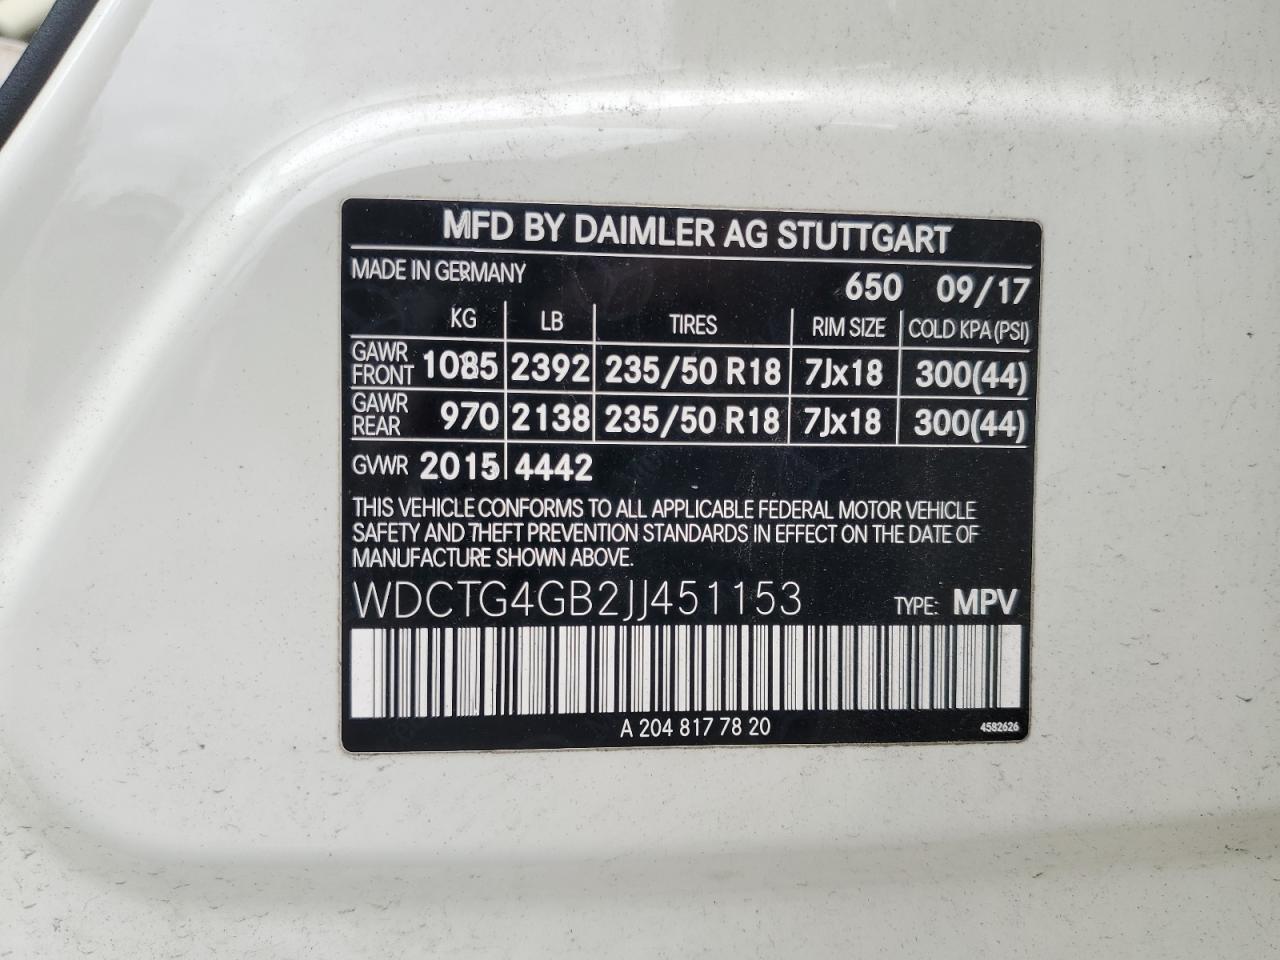 MFD BY DAIMLER AG STUTTGART
MADE IN GERMANY 650 09/17
KG LB TIRES RIM SIZE COLD KPA (PSI)
GAWR FRONT 1085 2392 235/50 R18 7Jx18 300(44)
GAWR REAR 970 2138 235/50 R18 7Jx18 300(44)
GVWR 2015 4442
THIS VEHICLE CONFORMS TO ALL APPLICABLE FEDERAL MOTOR VEHICLE
SAFETY AND THEFT PREVENTION STANDARDS IN EFFECT ON THE DATE OF
MANUFACTURE SHOWN ABOVE.
WDCTG4GB2JJ451153 TYPE: MPV
A 204 817 78 20 4582626